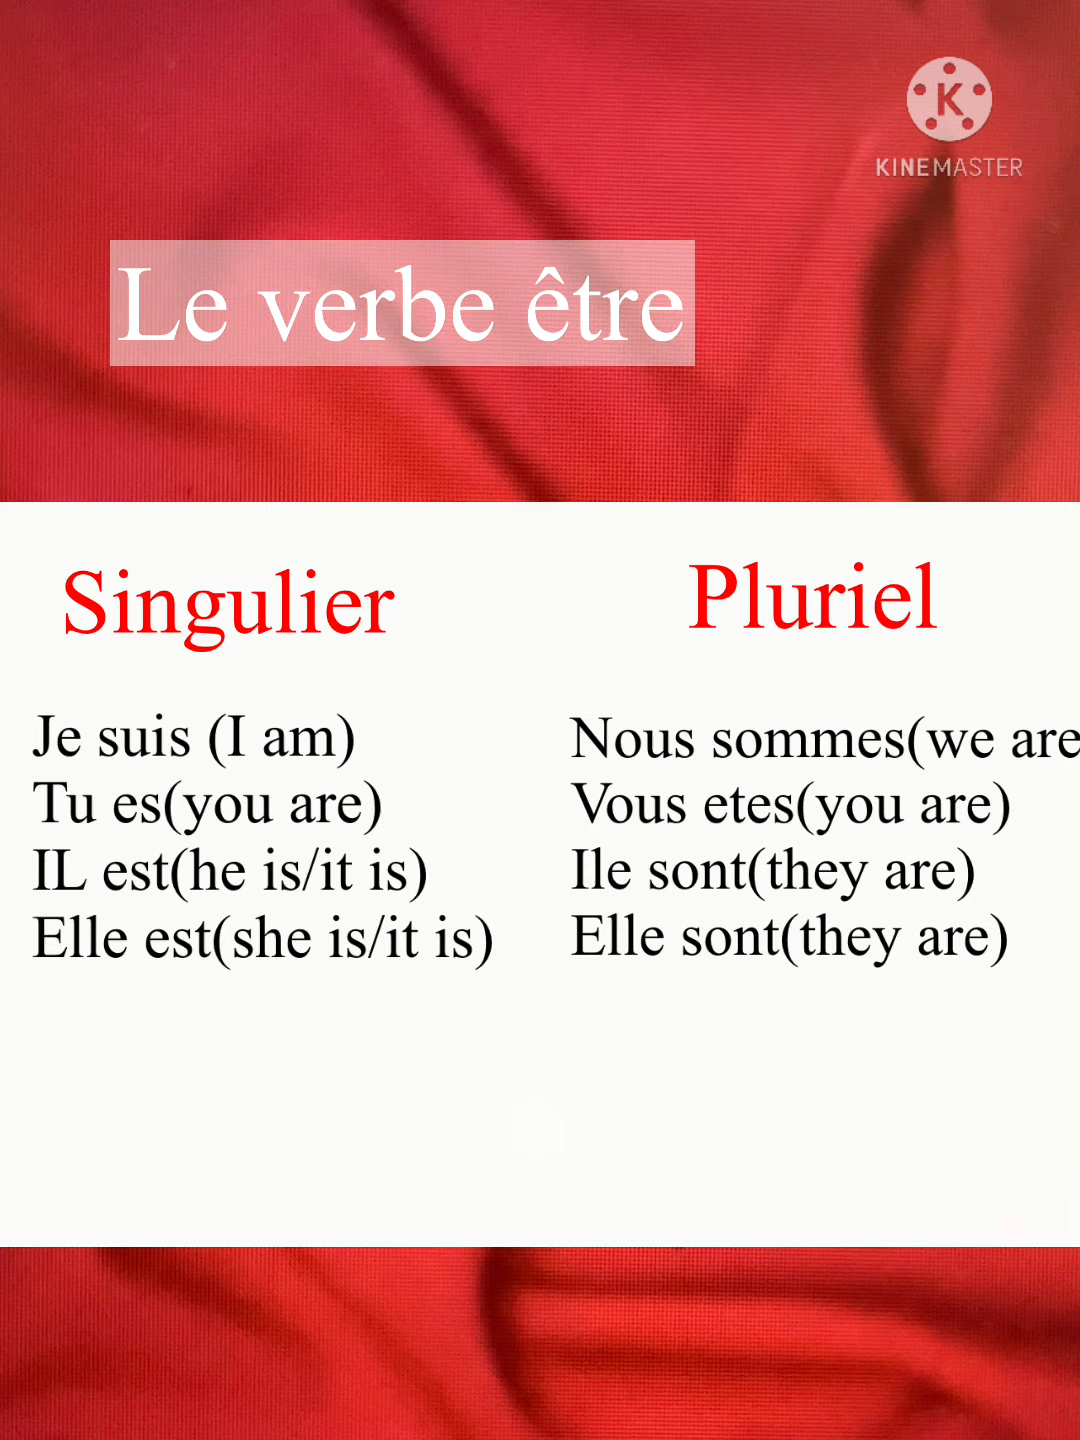 KINEMASTER
Le verbe être
Singulier
Je suis (I am)
Tu es(you are)
IL est(he is/it is)
Elle est(she is/it is)
Pluriel
Nous sommes(we are
Vous etes(you are)
Ile sont(they are)
Elle sont(they are)